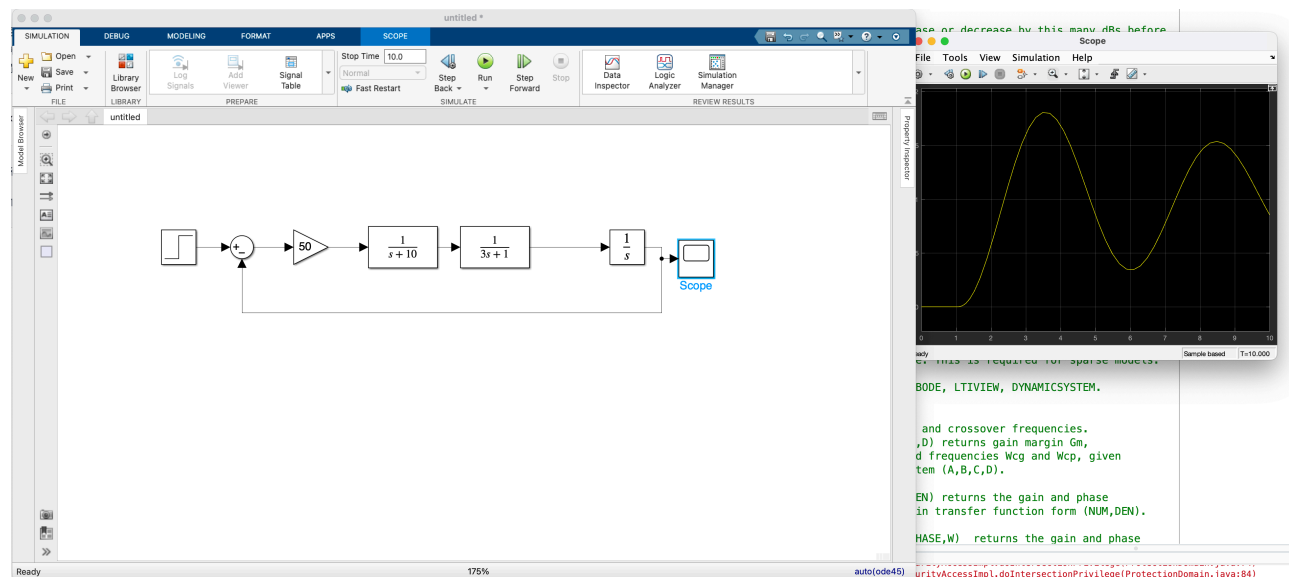 untitled *
SIMULATION DEBUG MODELING FORMAT APPS SCOPE
New
Open
Save
Print
FILE
Library Browser
LIBRARY
Log Signals
Add Viewer
Signal Table
PREPARE
Stop Time 10.0
Normal
Fast Restart
Step Back
Run
Step Forward
Stop
SIMULATE
Data Inspector
Logic Analyzer
Simulation Manager
REVIEW RESULTS
Model Browser
untitled
Property Inspector
+
−
50
1
s + 10
1
3s + 1
1
s
Scope
Ready 175% auto(ode45)
ase or decrease by this many dBs before
Scope
File Tools View Simulation Help
0 1 2 3 4 5 6 7 8 9 10
eady Sample based T=10.000
e. This is required for sparse models.
BODE, LTIVIEW, DYNAMICSYSTEM.
and crossover frequencies.
,D) returns gain margin Gm,
d frequencies Wcg and Wcp, given
tem (A,B,C,D).
EN) returns the gain and phase
in transfer function form (NUM,DEN).
HASE,W) returns the gain and phase
urityAccessImpl.doIntersectionPrivilege(ProtectionDomain.java:84)